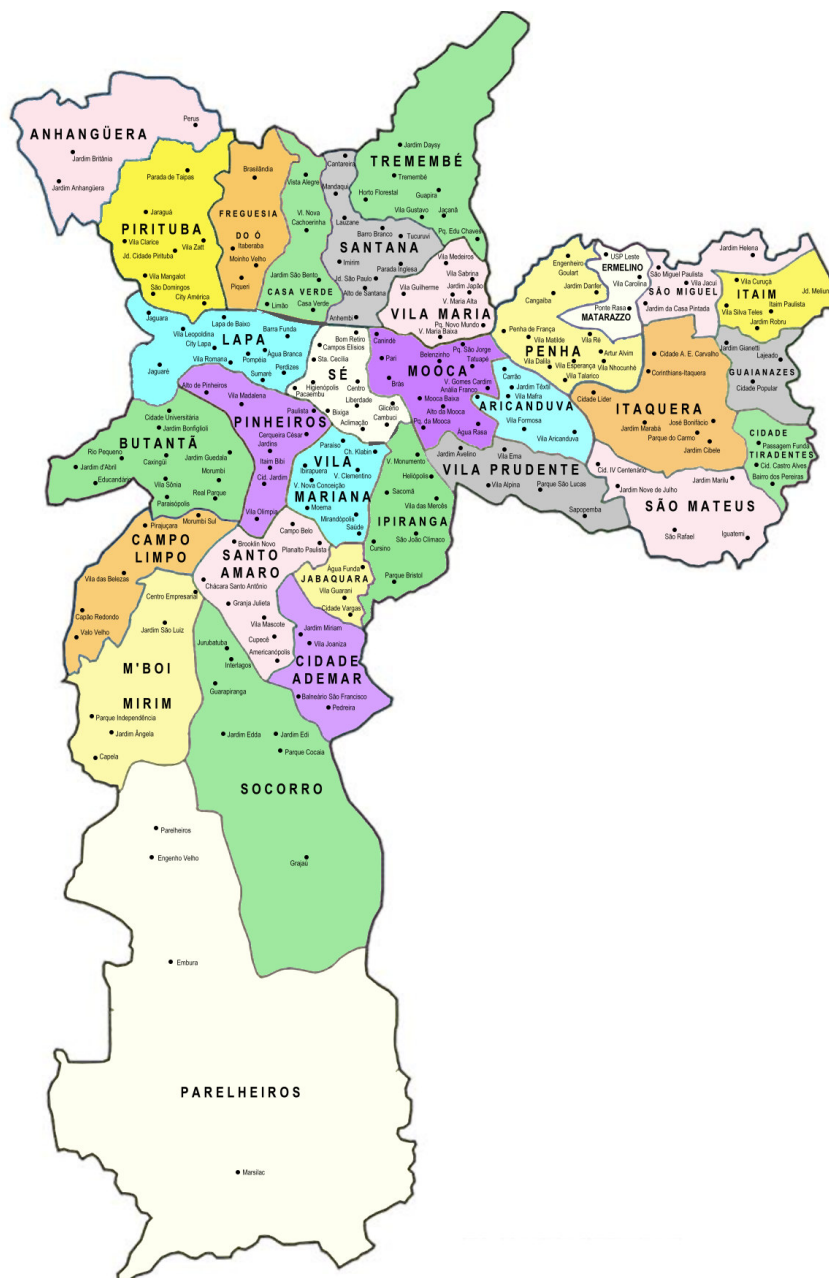 ANHANGÜERA
Perus
Jardim Britânia
Jardim Anhangüera
PIRITUBA
Parada de Taipas
Jaraguá
Vila Clarice
Vila Zatt
Jd. Cidade Pirituba
Vila Mangalot
São Domingos
City América
FREGUESIA
DO Ó
Brasilândia
Itaberaba
Moinho Velho
Piqueri
CASA VERDE
Vista Alegre
Vl. Nova
Cachoerinha
Jardim São Bento
Limão
Casa Verde
SANTANA
Cantareira
Mandaqui
Lauzane
Barro Branco
Tucuruvi
Imirim
Parada Inglesa
Jd. São Paulo
Alto de Santana
Anhembi
TREMEMBÉ
Jardim Daysy
Tremembé
Horto Florestal
Guapira
Vila Gustavo
Jaçanã
Pq. Edu Chaves
VILA MARIA
Vila Medeiros
Vila Sabrina
Vila Guilherme
Jardim Japão
V. Maria Alta
Pq. Novo Mundo
V. Maria Baixa
PENHA
Engenheiro
Goulart
Jardim Danfer
Cangaíba
Penha de França
Vila Matilde
Vila Ré
Artur Alvim
Vila Dalila
Vila Esperança
Vila Nhocunhé
Vila Talarico
ERMELINO
MATARAZZO
USP Leste
Vila Carolina
Ponte Rasa
SÃO MIGUEL
Jardim Helena
São Miguel Paulista
Vila Jacuí
Jardim da Casa Pintada
ITAIM
Vila Curuçá
Jd. Meliun
Itaim Paulista
Vila Silva Teles
Jardim Robru
GUAIANAZES
Jardim Gianetti
Lajeado
Cidade Popular
CIDADE
TIRADENTES
Passagem Funda
Cid. Castro Alves
Bairro dos Pereiras
ITAQUERA
Cidade A. E. Carvalho
Corinthians-Itaquera
Cidade Líder
Jardim Marabá
José Bonifácio
Parque do Carmo
Jardim Cibele
SÃO MATEUS
Cid. IV Centenário
Jardim Nove de Julho
Jardim Marilu
São Rafael
Iguatemi
LAPA
Jaguara
Lapa de Baixo
Vila Leopoldina
City Lapa
Barra Funda
Água Branca
Vila Romana
Pompéia
Perdizes
Sumaré
Jaguaré
SÉ
Bom Retiro
Campos Elísios
Sta. Cecília
Higienópolis
Pacaembu
Centro
Liberdade
Bixiga
Glicério
Cambuci
Aclimação
MOOCA
Canindé
Pari
Brás
Belenzinho
Pq. São Jorge
Tatuapé
V. Gomes Cardim
Anália Franco
Mooca Baixa
Alto da Mooca
Pq. da Mooca
Água Rasa
ARICANDUVA
Carrão
Jardim Têxtil
Vila Mafra
Vila Formosa
Vila Aricanduva
VILA PRUDENTE
Jardim Avelino
Vila Ema
Vila Alpina
Parque São Lucas
Sapopemba
PINHEIROS
Alto de Pinheiros
Vila Madalena
Paulista
Cerqueira César
Jardins
Itaim Bibi
Cid. Jardim
Vila Olímpia
BUTANTÃ
Cidade Universitária
Jardim Bonfiglioli
Rio Pequeno
Caxingui
Jardim Guedala
Jardim d'Abril
Educandário
Vila Sônia
Morumbi
Real Parque
Paraisópolis
VILA
MARIANA
Paraíso
Ch. Klabin
Ibirapuera
V. Clementino
V. Nova Conceição
Moema
Mirandópolis
Saúde
IPIRANGA
V. Monumento
Heliópolis
Sacomã
Vila das Mercês
São João Clímaco
Cursino
Parque Bristol
CAMPO
LIMPO
Pirajuçara
Morumbi Sul
Vila das Belezas
Capão Redondo
Valo Velho
SANTO
AMARO
Campo Belo
Brooklin Novo
Planalto Paulista
Chácara Santo Antônio
Granja Julieta
Vila Mascote
Cupecê
Americanópolis
JABAQUARA
Água Funda
Vila Guarani
Cidade Vargas
CIDADE
ADEMAR
Jardim Miriam
Vila Joaniza
Balneário São Francisco
Pedreira
M'BOI
MIRIM
Centro Empresarial
Jardim São Luiz
Parque Independência
Jardim Ângela
Capela
SOCORRO
Jurubatuba
Interlagos
Guarapiranga
Jardim Edda
Jardim Edi
Parque Cocaia
Grajaú
PARELHEIROS
Parelheiros
Engenho Velho
Embura
Marsilac